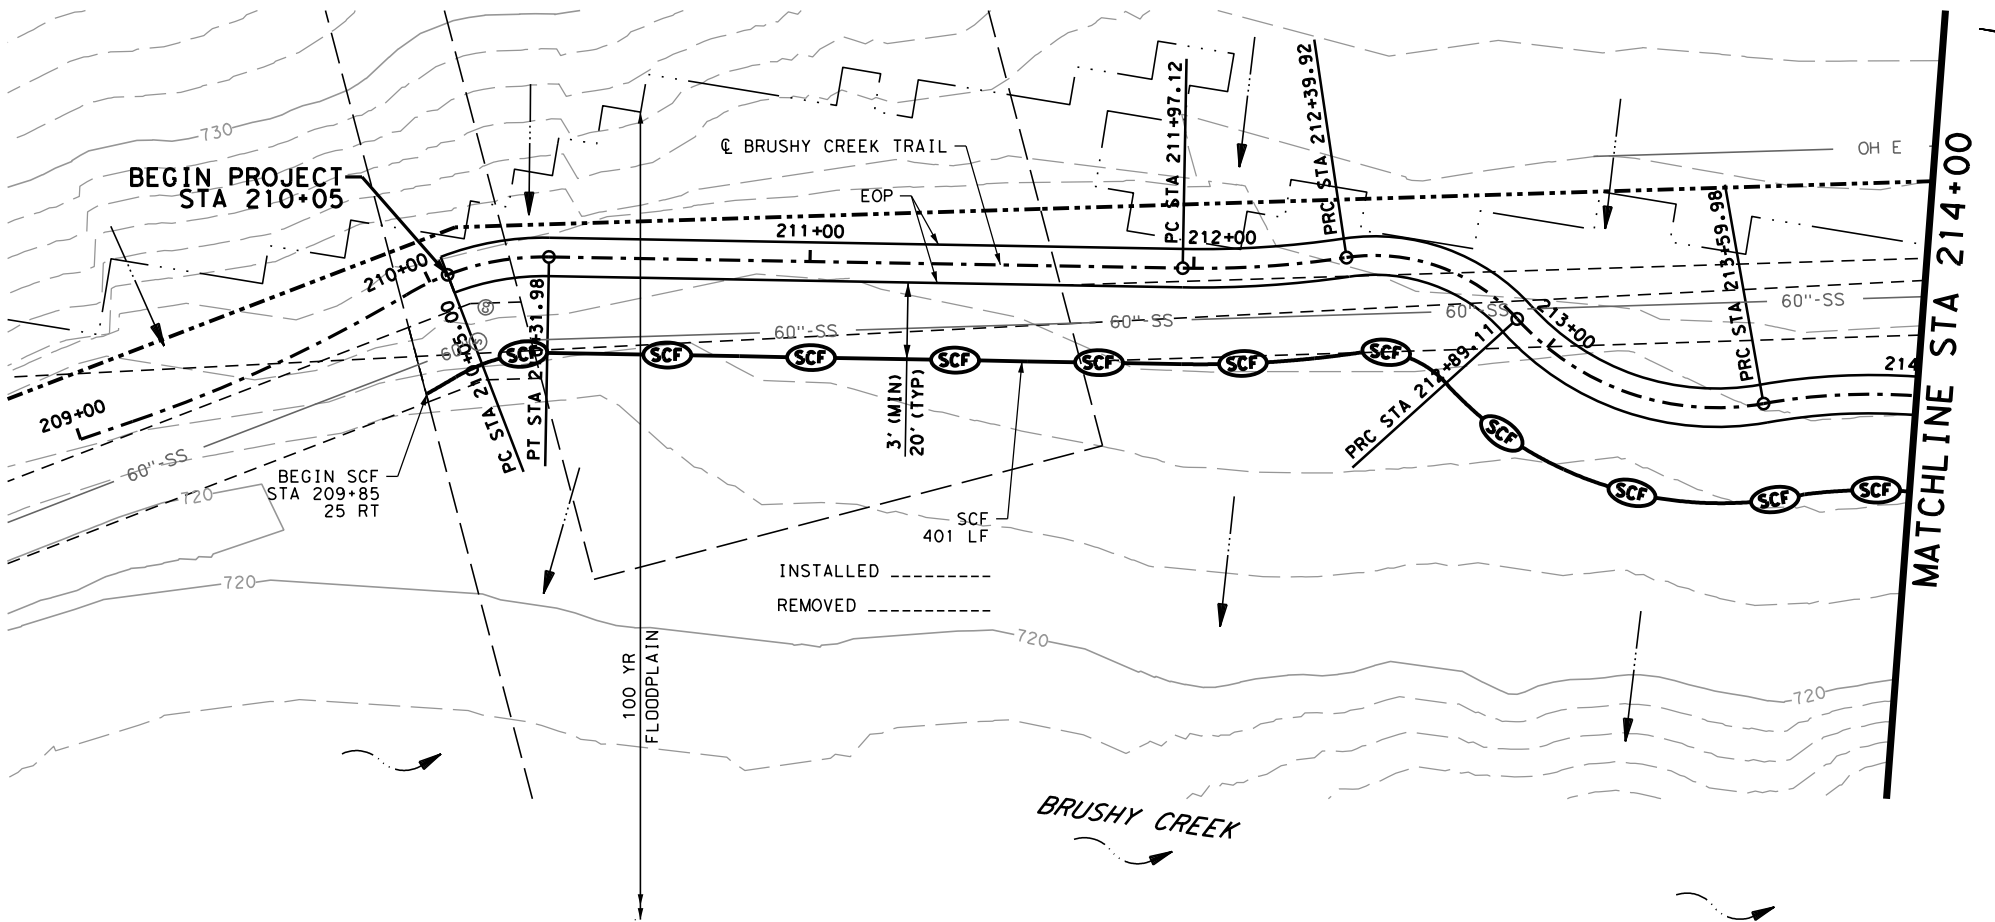 730
BEGIN PROJECT
STA 210+05
℄ BRUSHY CREEK TRAIL
EOP
PC STA 211+97.12
PRC STA 212+39.92
OH E
PRC STA 213+59.98
MATCHLINE STA 214+00
209+00
210+00
211+00
212+00
213+00
214
PC STA 210+05.00
PT STA 210+31.98
8
60"-SS
60"-SS
60"-SS
60"-SS
60"-SS
PRC STA 212+89.11
SCF
SCF
SCF
SCF
SCF
SCF
SCF
SCF
SCF
SCF
SCF
3' (MIN)
20' (TYP)
BEGIN SCF
STA 209+85
25 RT
SCF
401 LF
INSTALLED
REMOVED
720
720
720
720
100 YR
FLOODPLAIN
BRUSHY CREEK